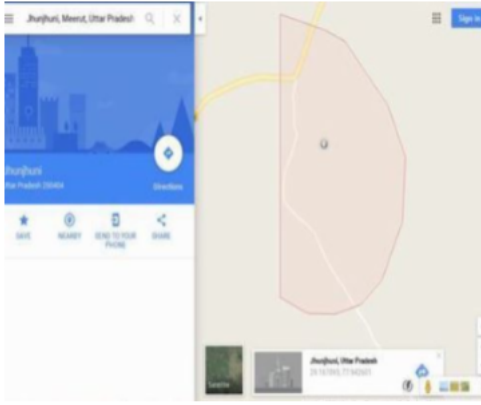 Jhunjhuni, Meerut, Uttar Pradesh
Sign in
Jhunjhuni
Uttar Pradesh 250404
Directions
SAVE
NEARBY
SEND TO YOUR
PHONE
SHARE
Jhunjhuni, Uttar Pradesh
Satellite